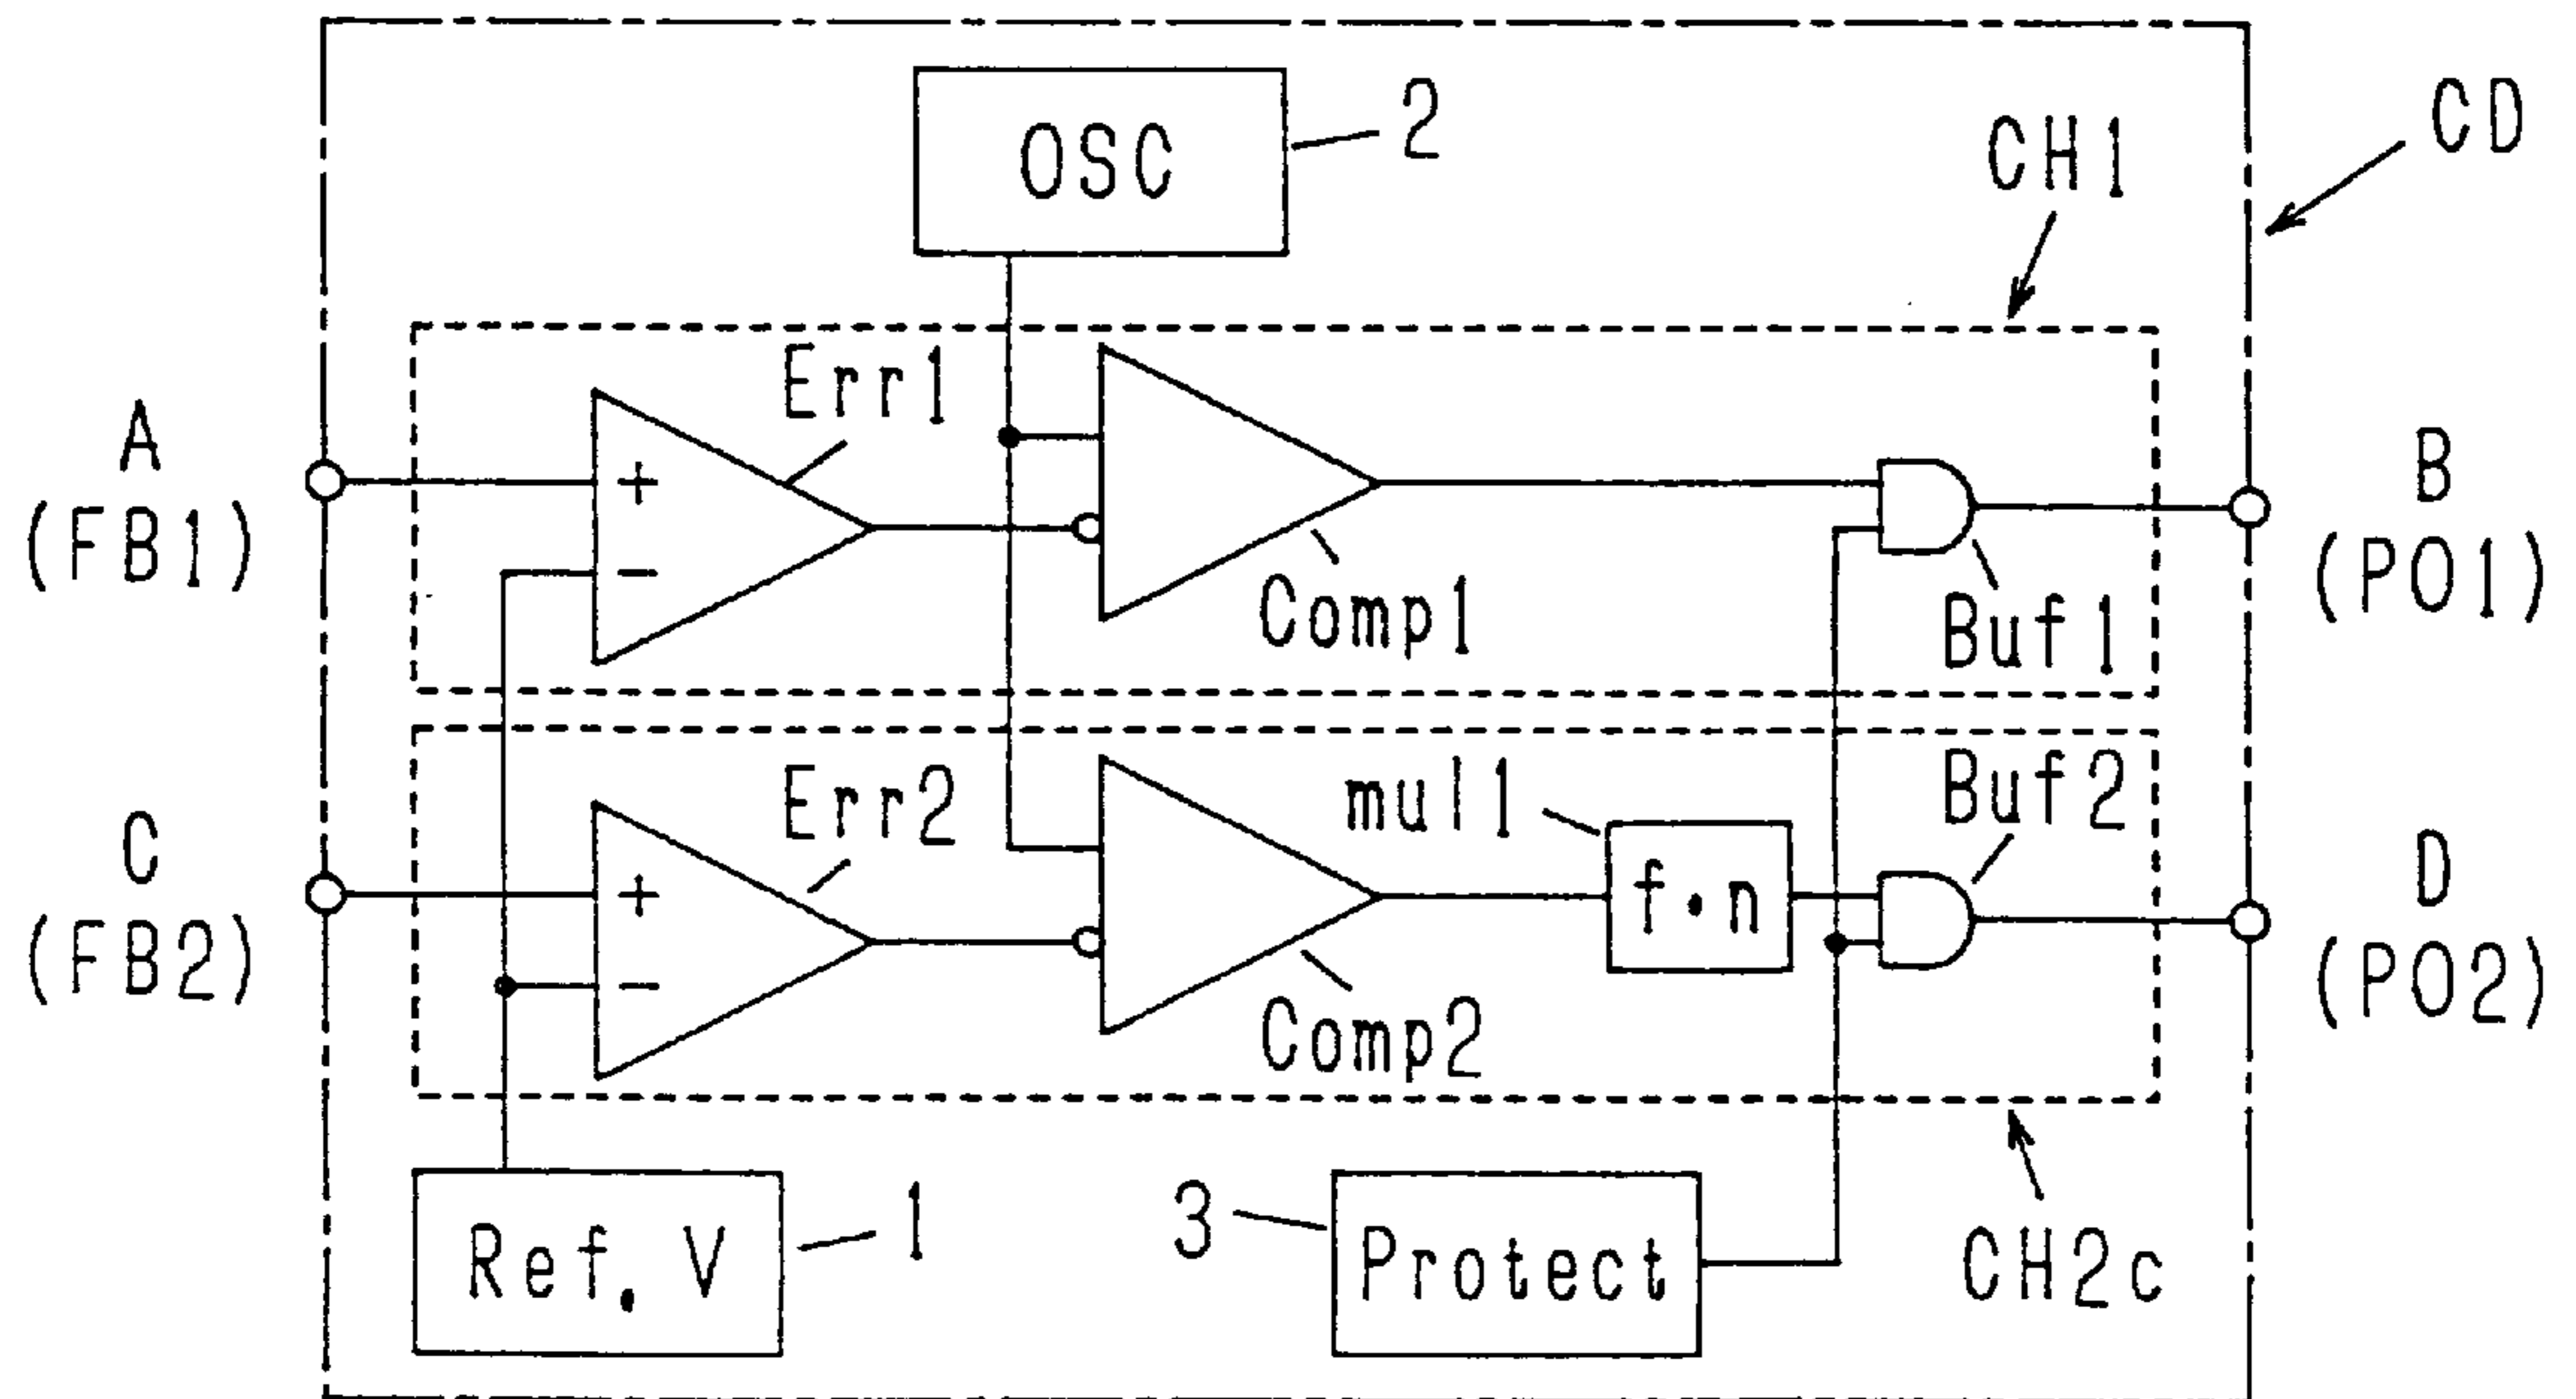 OSC
2
CD
CH1
Err1
A
(FB1)
+
−
Comp1
Buf1
B
(PO1)
Err2
mul1
Buf2
C
(FB2)
+
−
f·n
D
(PO2)
Comp2
Ref. V
1
3
Protect
CH2c